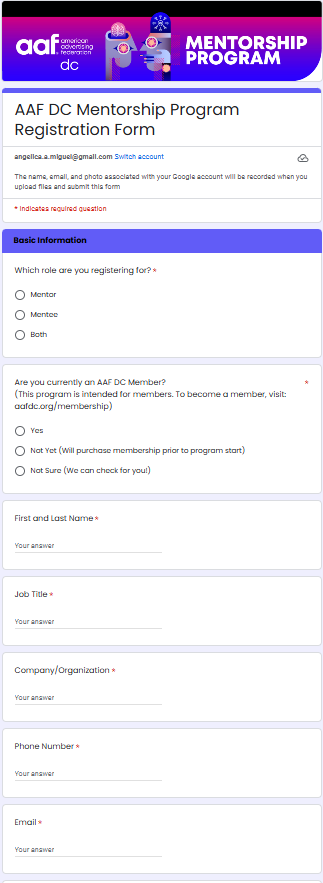 aaf american
advertising
federation
dc
MENTORSHIP
PROGRAM
AAF DC Mentorship Program
Registration Form
angelica.a.miguel@gmail.com Switch account
The name, email, and photo associated with your Google account will be recorded when you
upload files and submit this form
* Indicates required question
Basic Information
Which role are you registering for? *
Mentor
Mentee
Both
Are you currently an AAF DC Member? *
(This program is intended for members. To become a member, visit:
aafdc.org/membership)
Yes
Not Yet (Will purchase membership prior to program start)
Not Sure (We can check for you!)
First and Last Name *
Your answer
Job Title *
Your answer
Company/Organization *
Your answer
Phone Number *
Your answer
Email *
Your answer